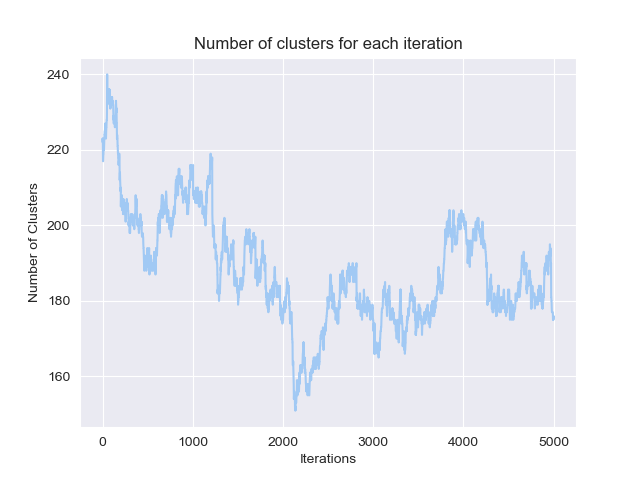 Number of clusters for each iteration
Number of Clusters
240
220
200
180
160
0 1000 2000 3000 4000 5000
Iterations